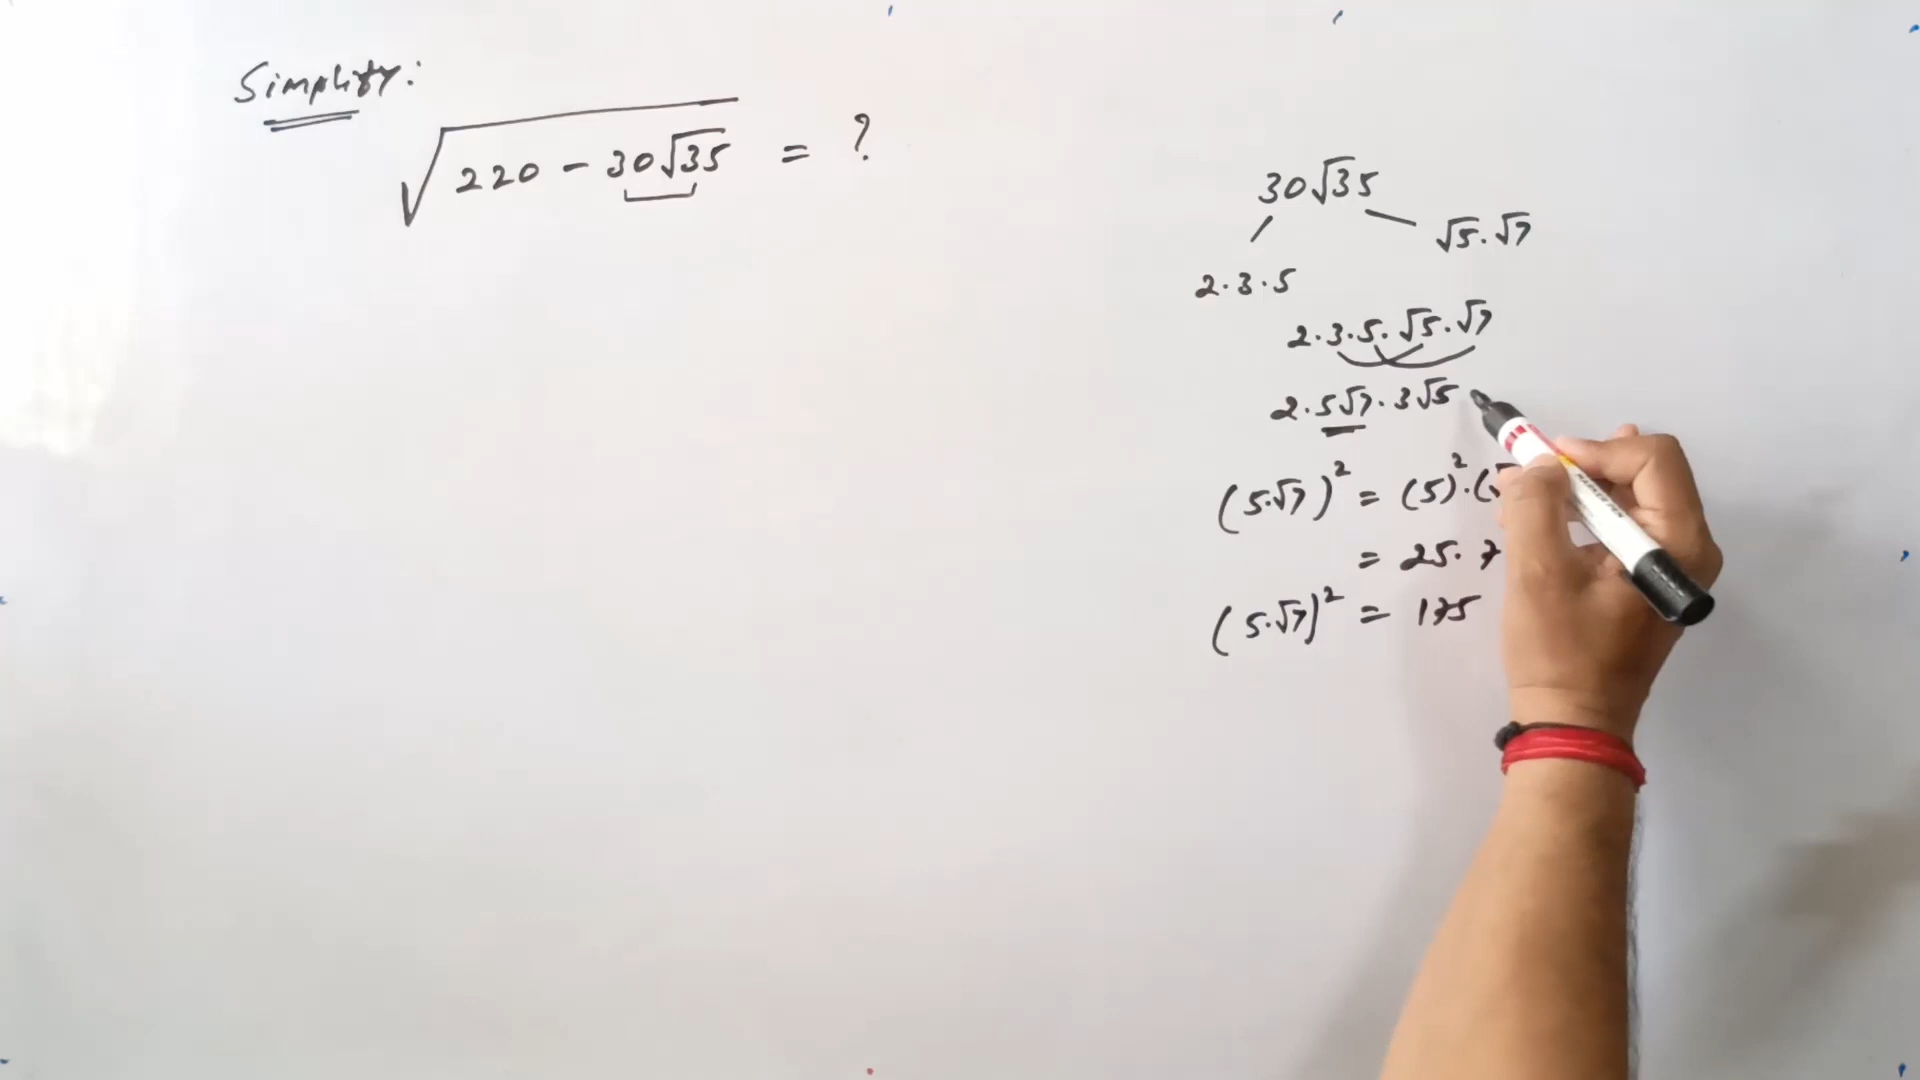 Simplify:
√(220 - 30√35) = ?
30√35
√5.√7
2.3.5
2.3.5.√5.√7
2.5√7.3√5
(5.√7)² = (5)².(√
= 25.7
(5.√7)² = 175